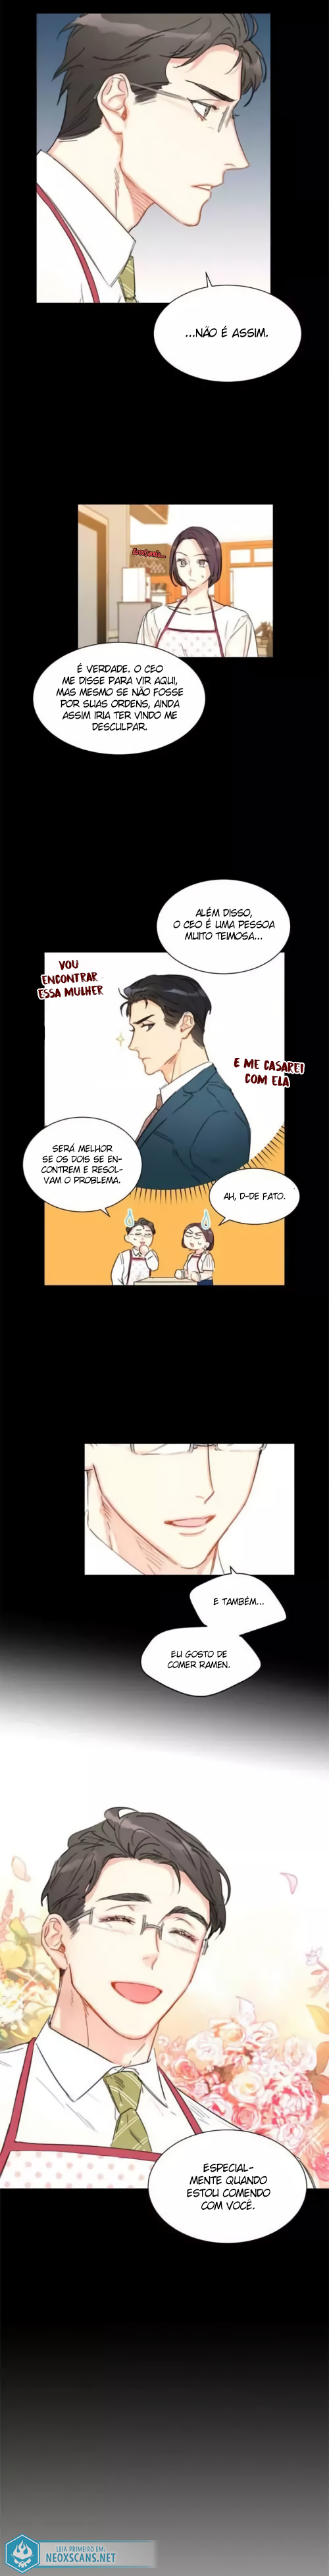 ...NÃO É ASSIM.
É VERDADE. O CEO
ME DISSE PARA VIR AQUI,
MAS MESMO SE NÃO FOSSE
POR SUAS ORDENS, AINDA
ASSIM IRIA TER VINDO ME
DESCULPAR.
ALÉM DISSO,
O CEO É UMA PESSOA
MUITO TEIMOSA...
VOU
ENCONTRAR
ESSA MULHER
E ME CASAREI
COM ELA
SERÁ MELHOR
SE OS DOIS SE EN-
CONTREM E RESOL-
VAM O PROBLEMA.
AH, D-DE FATO.
E TAMBÉM...
EU GOSTO DE
COMER RAMEN.
ESPECIAL-
MENTE QUANDO
ESTOU COMENDO
COM VOCÊ.
LEIA PRIMEIRO EM:
NEOXSCANS.NET